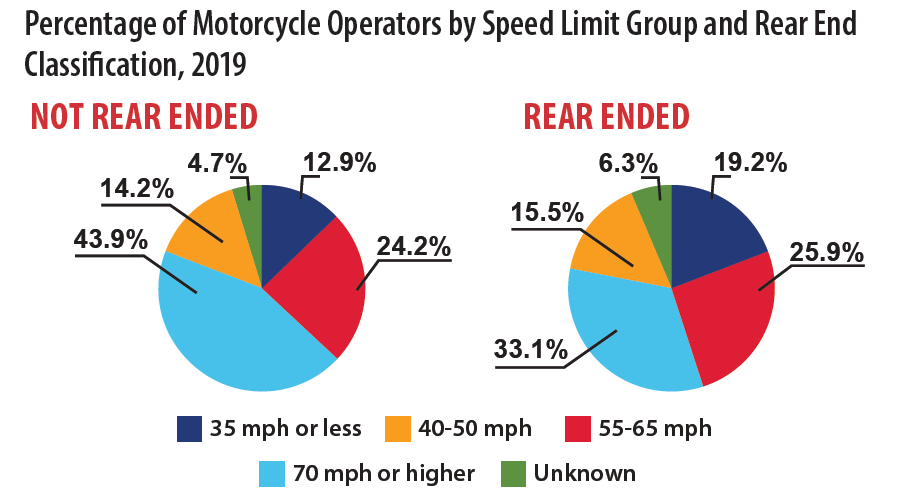 Percentage of Motorcycle Operators by Speed Limit Group and Rear End
Classification, 2019
NOT REAR ENDED
4.7%
12.9%
14.2%
43.9%
24.2%
REAR ENDED
6.3%
19.2%
15.5%
25.9%
33.1%
35 mph or less
40-50 mph
55-65 mph
70 mph or higher
Unknown